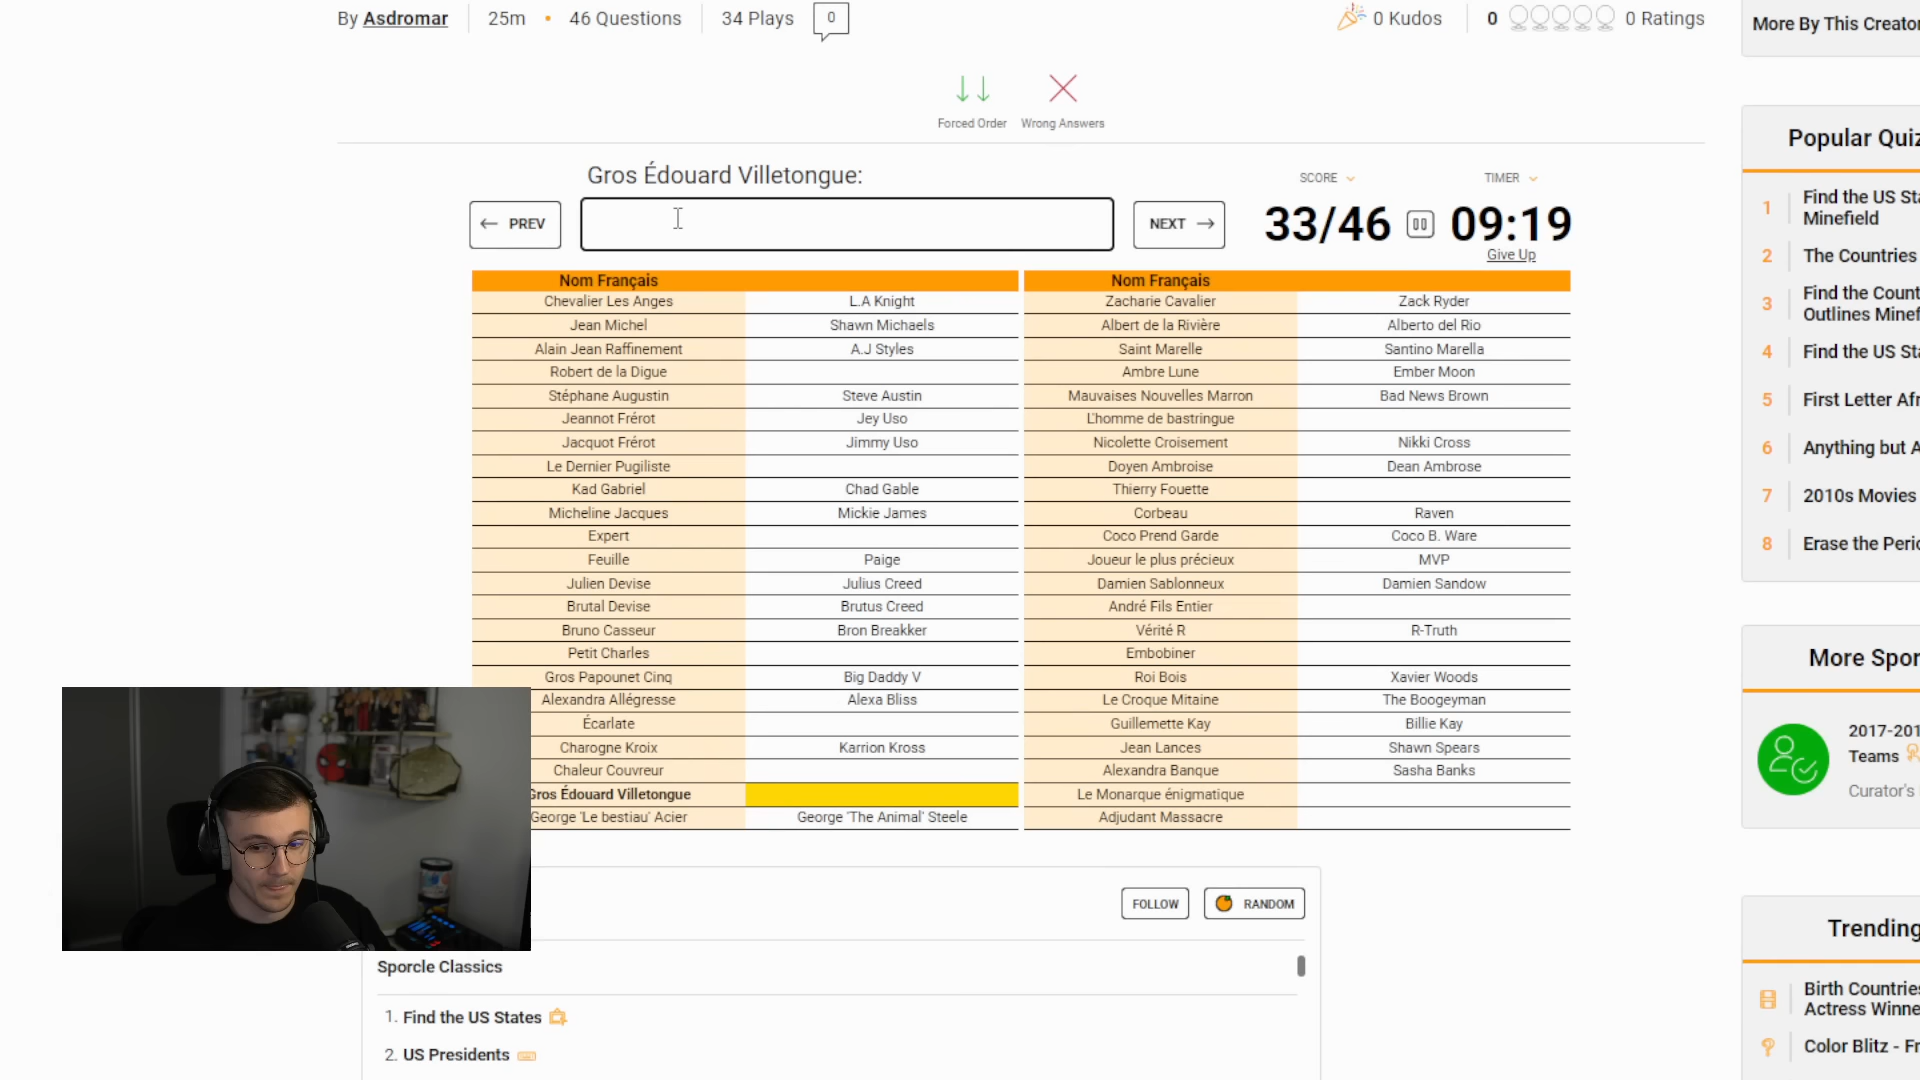 By Asdromar
25m • 46 Questions
34 Plays
0
0 Kudos
0
0 Ratings
More By This Creator
Forced Order
Wrong Answers
Gros Édouard Villetongue:
← PREV
NEXT →
SCORE
33/46
TIMER
09:19
Give Up
Nom Français
Chevalier Les Anges L.A Knight
Jean Michel Shawn Michaels
Alain Jean Raffinement A.J Styles
Robert de la Digue
Stéphane Augustin Steve Austin
Jeannot Frérot Jey Uso
Jacquot Frérot Jimmy Uso
Le Dernier Pugiliste
Kad Gabriel Chad Gable
Micheline Jacques Mickie James
Expert
Feuille Paige
Julien Devise Julius Creed
Brutal Devise Brutus Creed
Bruno Casseur Bron Breakker
Petit Charles
Gros Papounet Cinq Big Daddy V
Alexandra Allégresse Alexa Bliss
Écarlate
Charogne Kroix Karrion Kross
Chaleur Couvreur
Gros Édouard Villetongue
George 'Le bestiau' Acier George 'The Animal' Steele
Nom Français
Zacharie Cavalier Zack Ryder
Albert de la Rivière Alberto del Rio
Saint Marelle Santino Marella
Ambre Lune Ember Moon
Mauvaises Nouvelles Marron Bad News Brown
L'homme de bastringue
Nicolette Croisement Nikki Cross
Doyen Ambroise Dean Ambrose
Thierry Fouette
Corbeau Raven
Coco Prend Garde Coco B. Ware
Joueur le plus précieux MVP
Damien Sablonneux Damien Sandow
André Fils Entier
Vérité R R-Truth
Embobiner
Roi Bois Xavier Woods
Le Croque Mitaine The Boogeyman
Guillemette Kay Billie Kay
Jean Lances Shawn Spears
Alexandra Banque Sasha Banks
Le Monarque énigmatique
Adjudant Massacre
FOLLOW
RANDOM
Sporcle Classics
1. Find the US States
2. US Presidents
Popular Quiz
1 Find the US Sta
Minefield
2 The Countries
3 Find the Count
Outlines Minef
4 Find the US Sta
5 First Letter Afr
6 Anything but A
7 2010s Movies
8 Erase the Perio
More Spor
2017-201
Teams
Curator's
Trending
Birth Countries
Actress Winne
Color Blitz - Fr